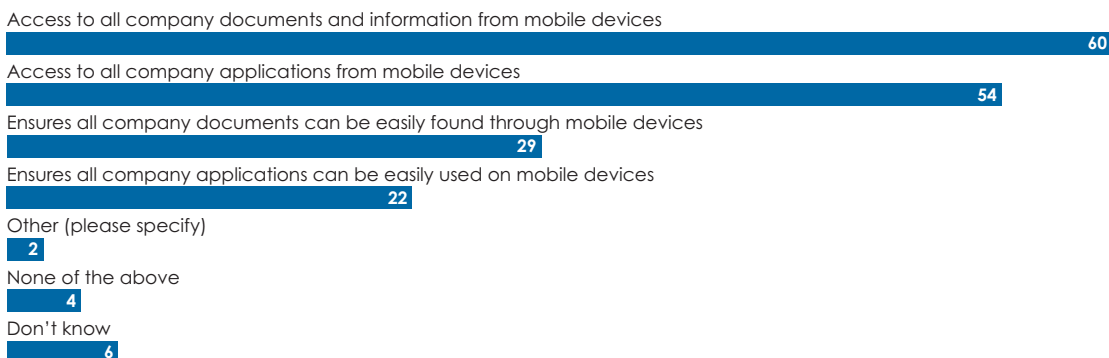 Access to all company documents and information from mobile devices
60
Access to all company applications from mobile devices
54
Ensures all company documents can be easily found through mobile devices
29
Ensures all company applications can be easily used on mobile devices
22
Other (please specify)
2
None of the above
4
Don’t know
6